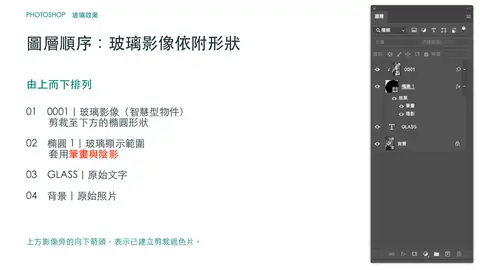 PHOTOSHOP 玻璃效果
圖層順序：玻璃影像依附形狀
由上而下排列
01 0001｜玻璃影像（智慧型物件）
剪裁至下方的橢圓形狀
02 橢圓 1｜玻璃顯示範圍
套用筆畫與陰影
03 GLASS｜原始文字
04 背景｜原始照片
上方影像旁的向下箭頭，表示已建立剪裁遮色片。
圖層
0001
橢圓 1
fx
效果
筆畫
陰影
T GLASS
背景